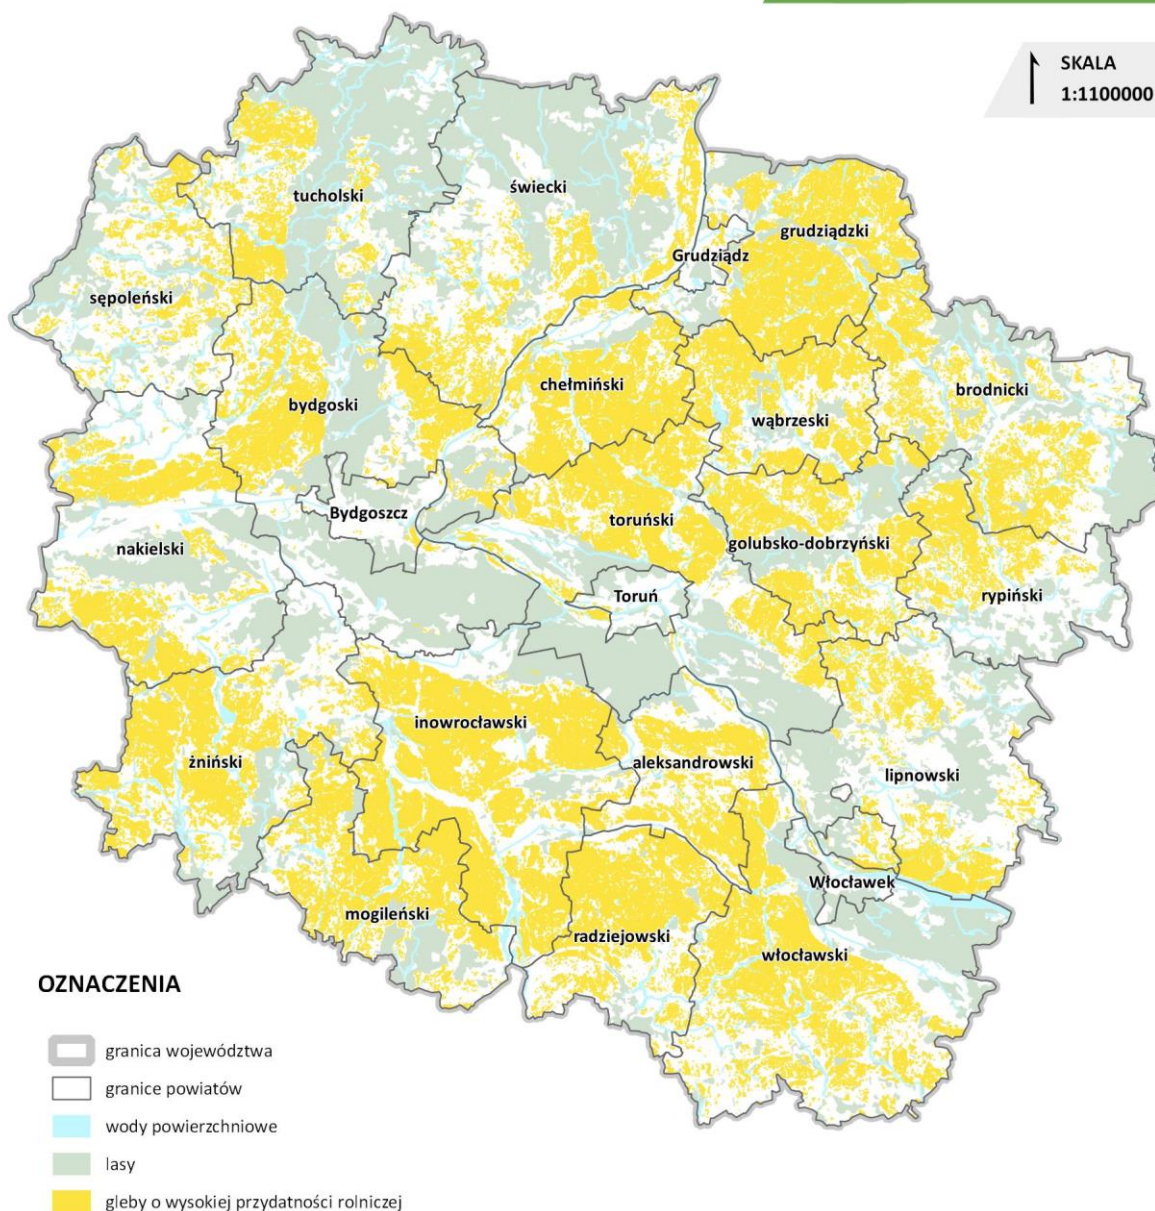 SKALA
1:1100000
tucholski
świecki
grudziądzki
Grudziądz
sępoleński
chełmiński
brodnicki
bydgoski
wąbrzeski
Bydgoszcz
toruński
golubsko-dobrzyński
nakielski
Toruń
rypiński
inowrocławski
żniński
aleksandrowski
lipnowski
Włocławek
mogileński
radziejowski
włocławski
OZNACZENIA
granica województwa
granice powiatów
wody powierzchniowe
lasy
gleby o wysokiej przydatności rolniczej